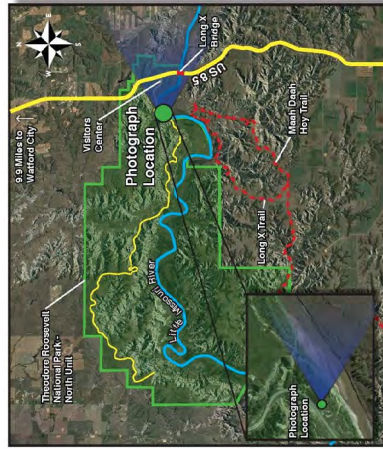 9.9 Miles to
Watford City
N
E
S
W
Theodore Roosevelt
National Park -
North Unit
Visitors
Center
Photograph
Location
US 85
Long X
Bridge
Little
Missouri
River
Long X Trail
Maah Daah
Hey Trail
Photograph
Location